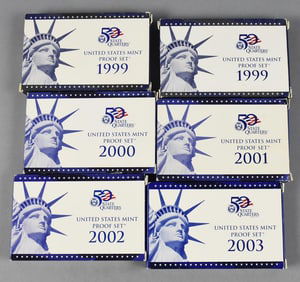 50
STATE
QUARTERS
UNITED STATES MINT
PROOF SET
1999
50
STATE
QUARTERS
UNITED STATES MINT
PROOF SET
1999
50
STATE
QUARTERS
UNITED STATES MINT
PROOF SET
2000
50
STATE
QUARTERS
UNITED STATES MINT
PROOF SET
2001
50
STATE
QUARTERS
UNITED STATES MINT
PROOF SET
2002
50
STATE
QUARTERS
UNITED STATES MINT
PROOF SET
2003